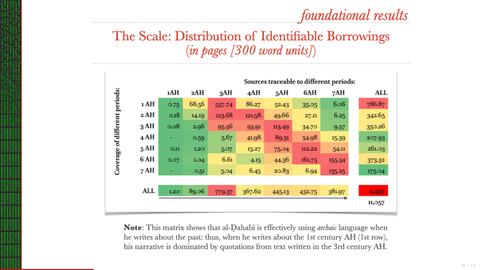 foundational results
The Scale: Distribution of Identifiable Borrowings
(in pages [300 word units])
Sources traceable to different periods:
Coverage of different periods:
1AH 2AH 3AH 4AH 5AH 6AH 7AH ALL
1 AH 0.75 68.56 537.74 86.27 52.43 35.05 6.06 786.87
2 AH 0.18 14.19 123.68 121.58 49.66 27.11 6.25 342.65
3 AH 0.08 2.96 95.56 93.91 113.49 34.70 9.57 350.26
4 AH - 0.59 5.67 41.98 89.31 54.98 15.39 207.93
5 AH 0.11 1.20 5.07 13.27 75.04 112.22 54.11 261.03
6 AH 0.07 1.04 6.61 4.15 44.36 161.75 155.34 373.32
7 AH - 0.51 5.04 6.45 20.83 6.94 135.25 175.04
ALL 1.20 89.06 779.37 367.62 445.13 432.75 381.97 2,497
11,057
Note: This matrix shows that al-Ḏahabī is effectively using archaic language when
he writes about the past: thus, when he writes about the 1st century AH (1st row),
his narrative is dominated by quotations from text written in the 3rd century AH.